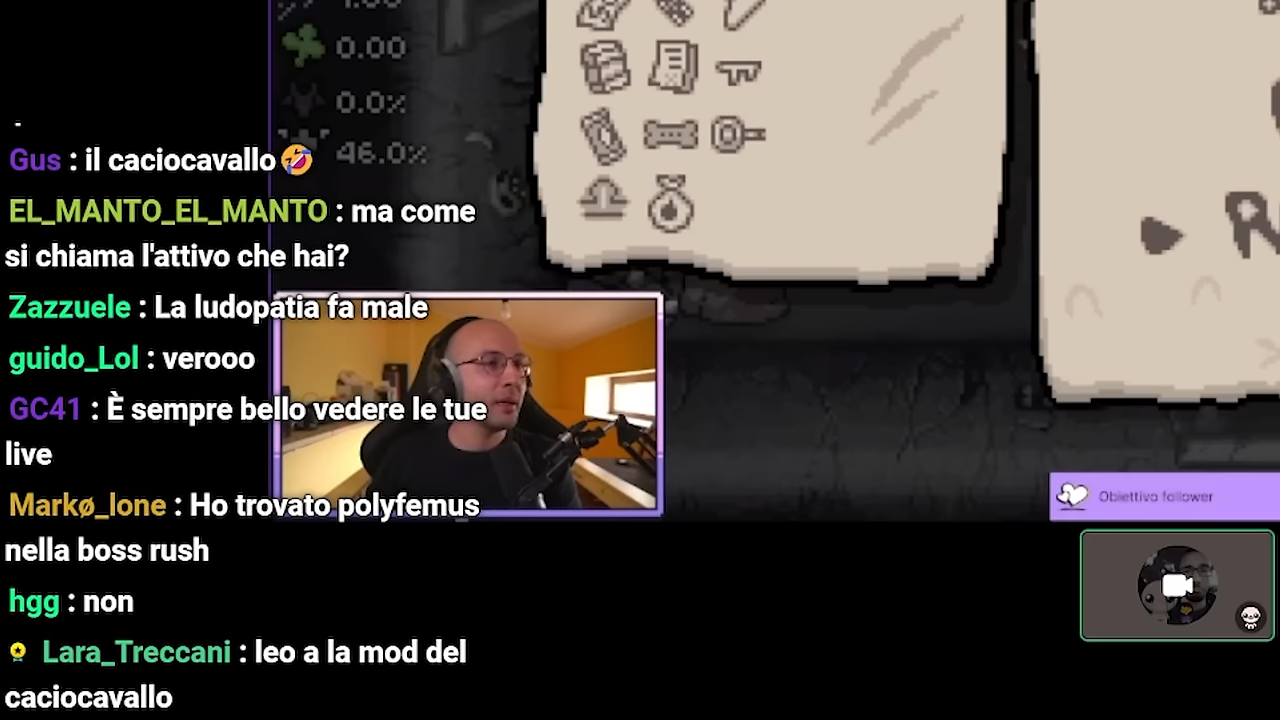 0.00
0.0%
46.0%
Gus : il caciocavallo🤣
EL_MANTO_EL_MANTO : ma come
si chiama l'attivo che hai?
Zazzuele : La ludopatia fa male
guido_Lol : verooo
GC41 : È sempre bello vedere le tue
live
Markø_lone : Ho trovato polyfemus
nella boss rush
hgg : non
Lara_Treccani : leo a la mod del
caciocavallo
Obiettivo follower